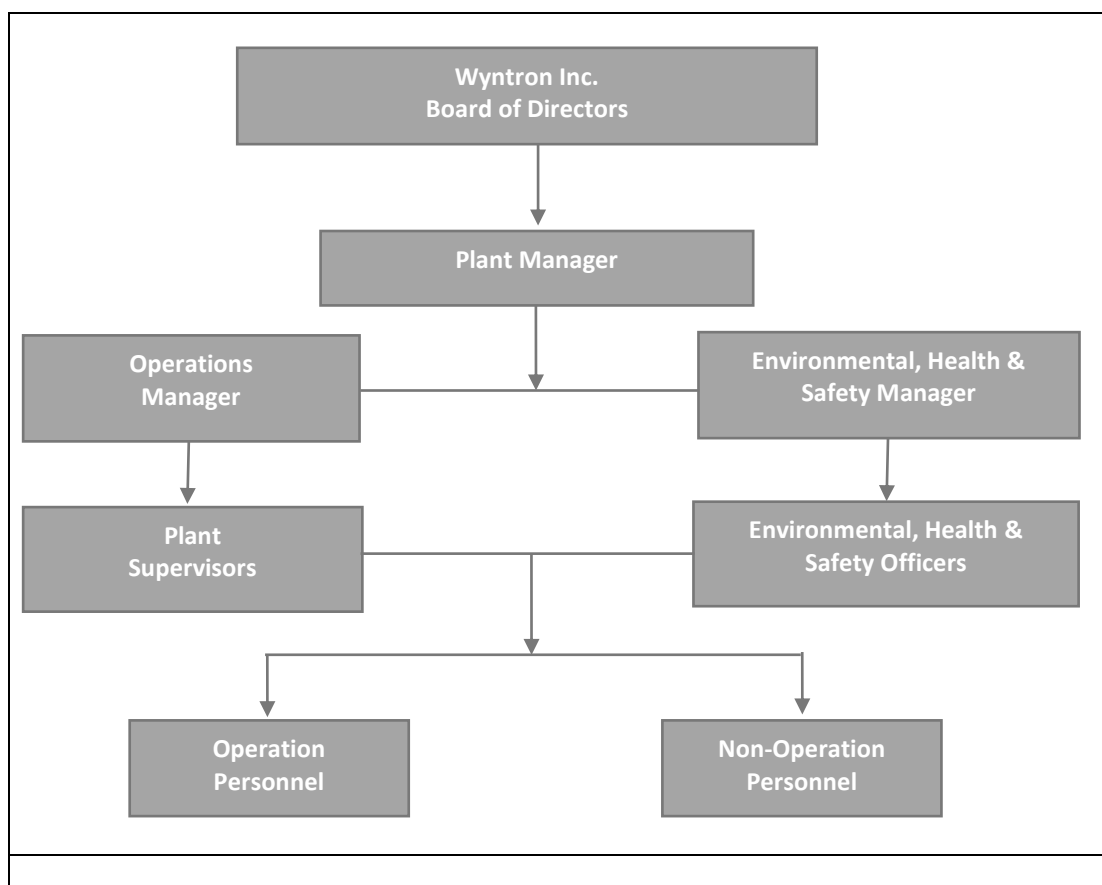 Wyntron Inc.
Board of Directors
Plant Manager
Operations
Manager
Environmental, Health &
Safety Manager
Plant
Supervisors
Environmental, Health &
Safety Officers
Operation
Personnel
Non-Operation
Personnel